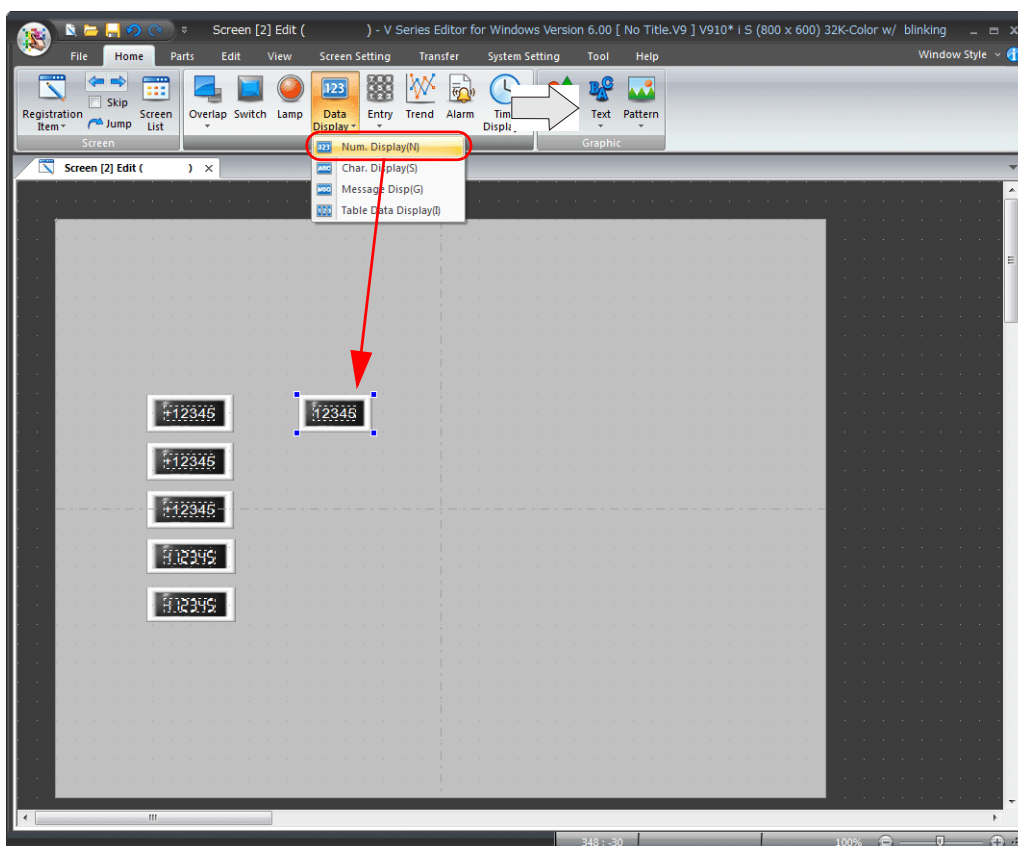 Screen [2] Edit ( ) - V Series Editor for Windows Version 6.00 [ No Title.V9 ] V910* i S (800 x 600) 32K-Color w/ blinking
File Home Parts Edit View Screen Setting Transfer System Setting Tool Help Window Style
Registration Item
Skip
Jump
Screen List
Overlap Switch Lamp
123
Data Display
Entry Trend Alarm
Displ
Text Pattern
Screen
Graphic
Num. Display(N)
Char. Display(S)
Message Disp(G)
Table Data Display(I)
Screen [2] Edit ( )
+12345 12345
+12345
+12345
+12345
+12345
348 : -30 100%